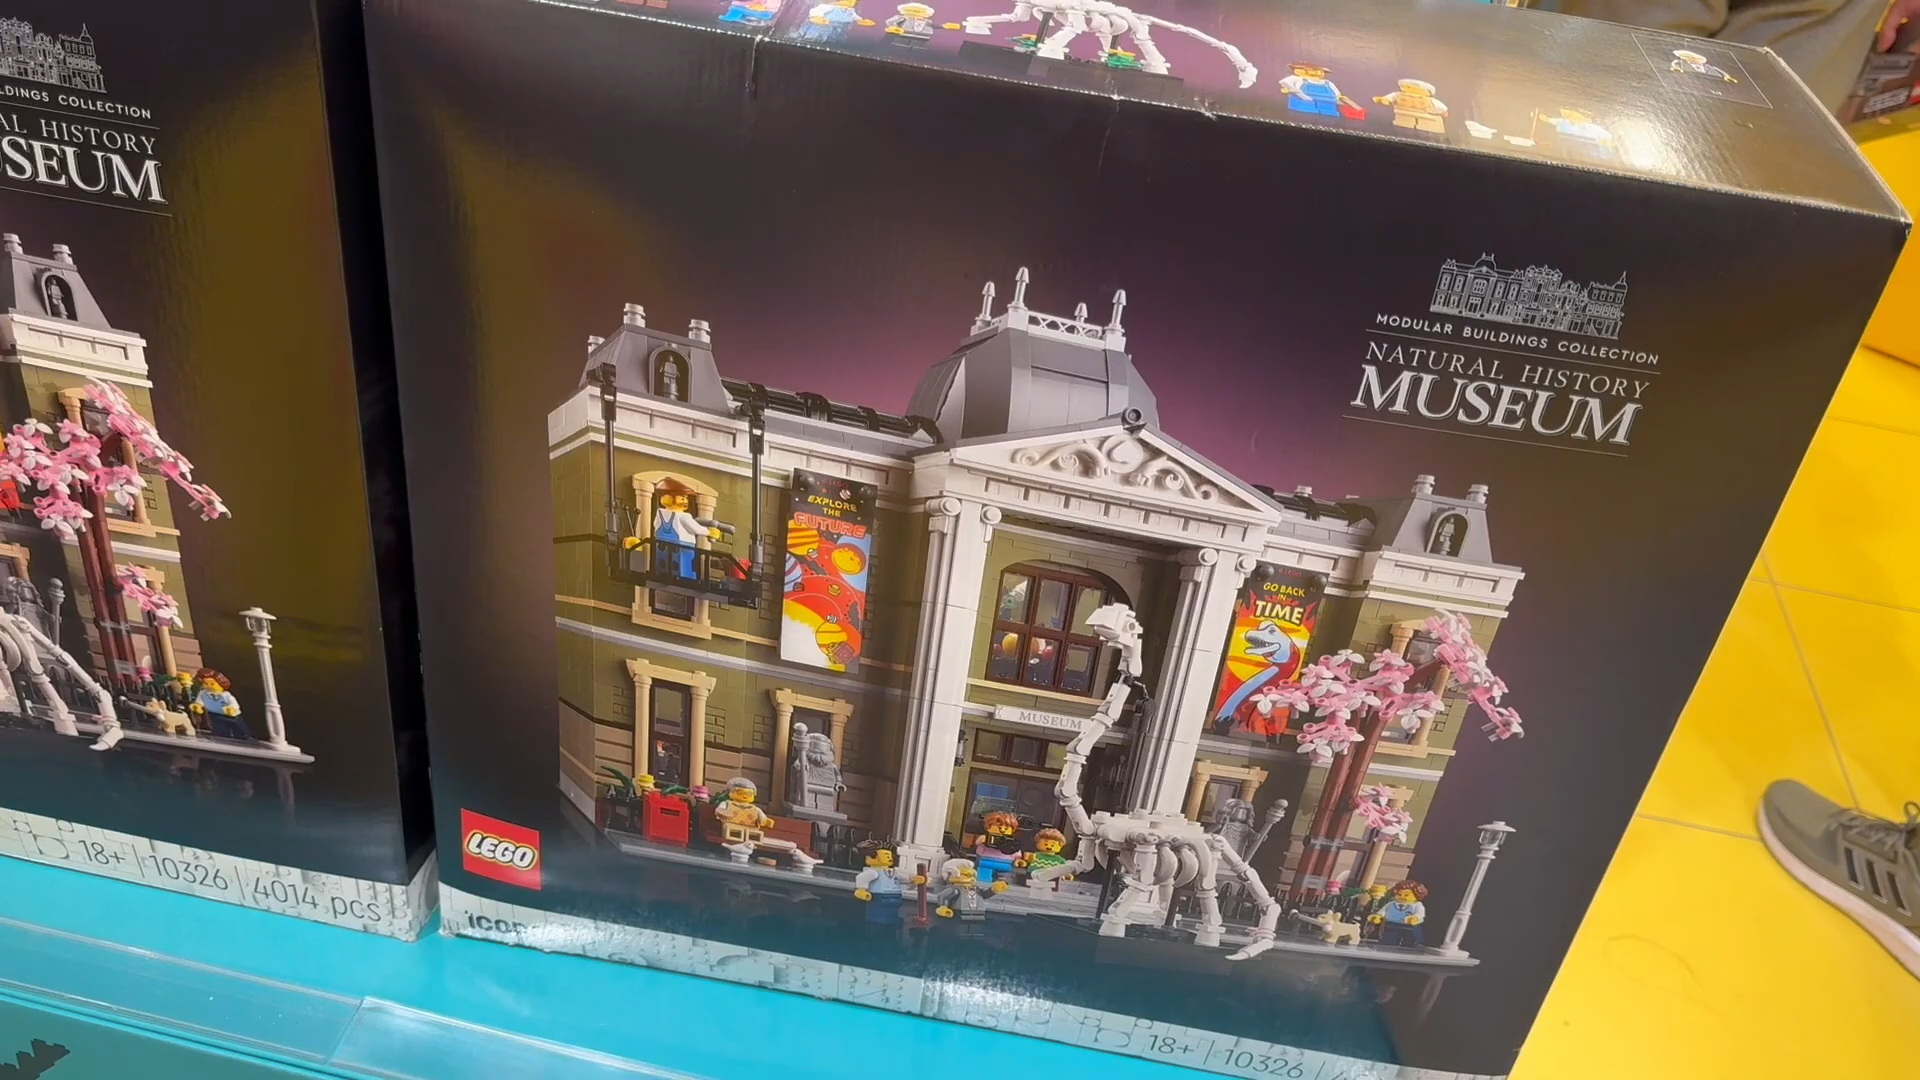 LDINGS COLLECTION
AL HISTORY
SEUM
18+ 10326 4014 pcs
MODULAR BUILDINGS COLLECTION
NATURAL HISTORY
MUSEUM
EXPLORE
THE
FUTURE
GO BACK
IN
TIME
MUSEUM
LEGO
icon
18+ 10326